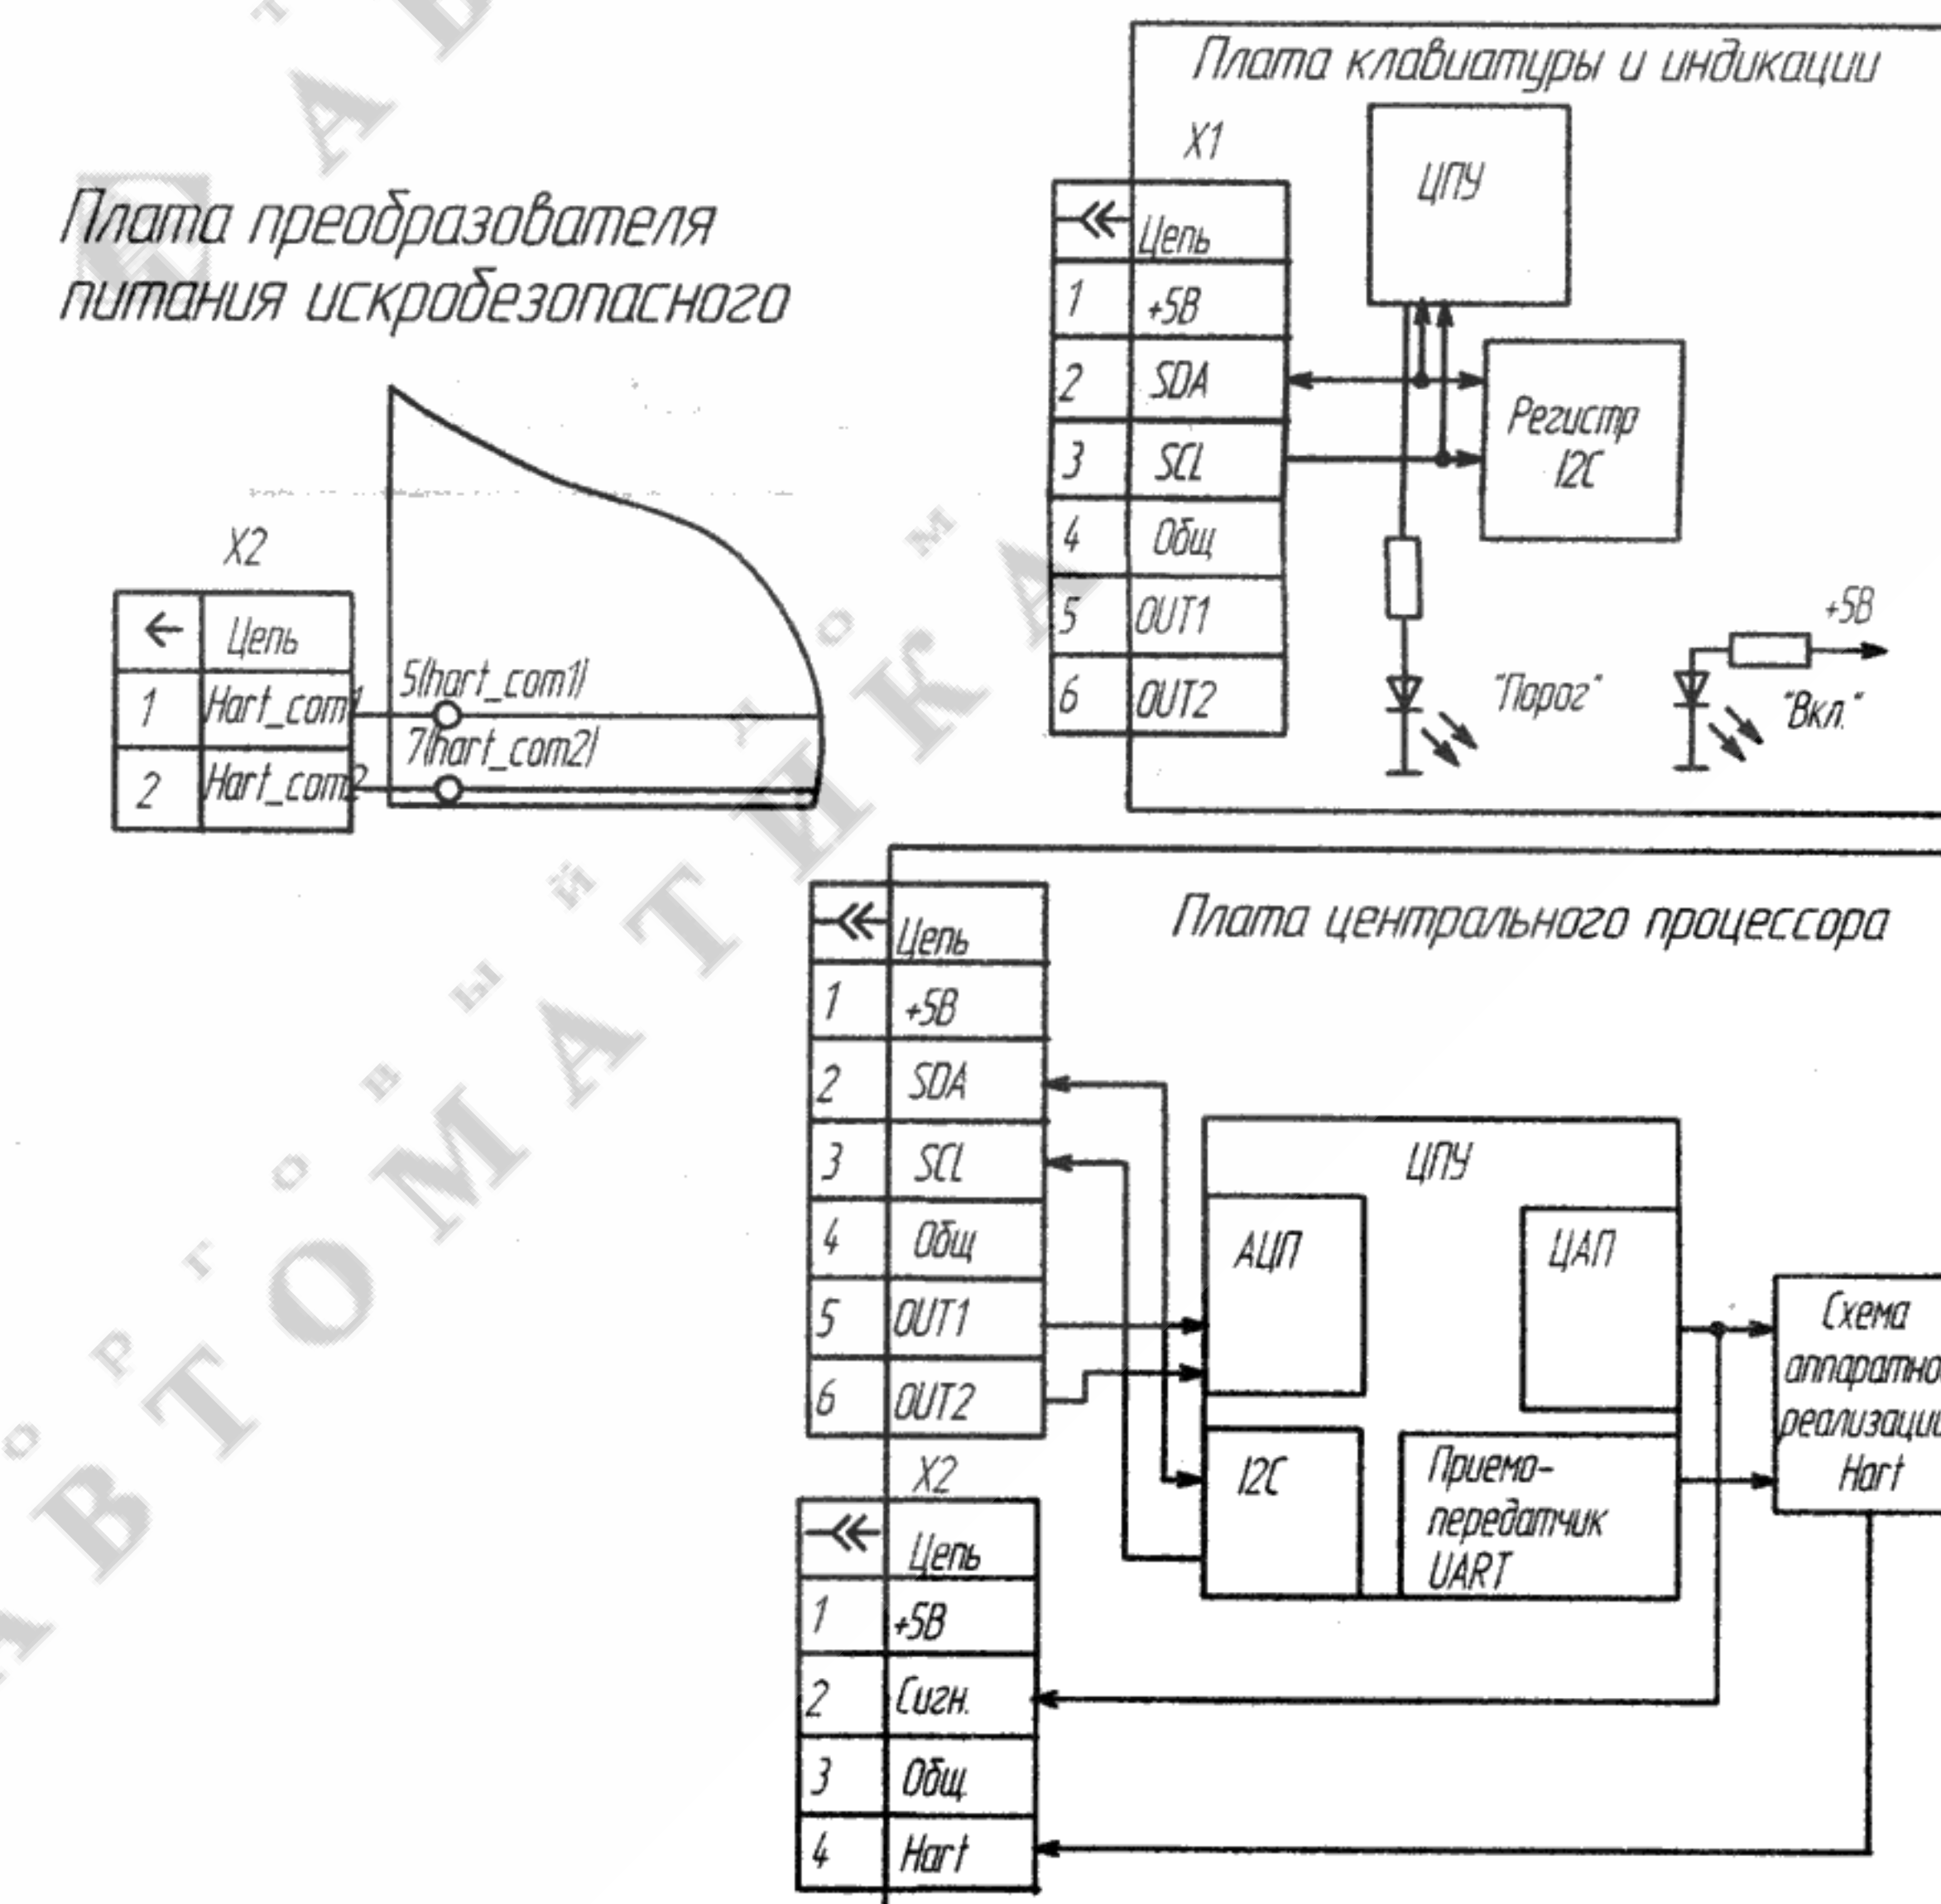 Плата преобразователя
питания искробезопасного
X2
Цепь
1 Hart_com1
2 Hart_com2
5(hart_com1)
7(hart_com2)
Плата клавиатуры и индикации
X1
Цепь
1 +5В
2 SDA
3 SCL
4 Общ
5 OUT1
6 OUT2
ЦПУ
Регистр
I2C
"Порог"
+5В
"Вкл."
Плата центрального процессора
Цепь
1 +5В
2 SDA
3 SCL
4 Общ
5 OUT1
6 OUT2
ЦПУ
АЦП
ЦАП
I2C
Приемо-
передатчик
UART
Схема
аппаратно
реализации
Hart
X2
Цепь
1 +5В
2 Сигн.
3 Общ.
4 Hart
АВТОМАТИКА